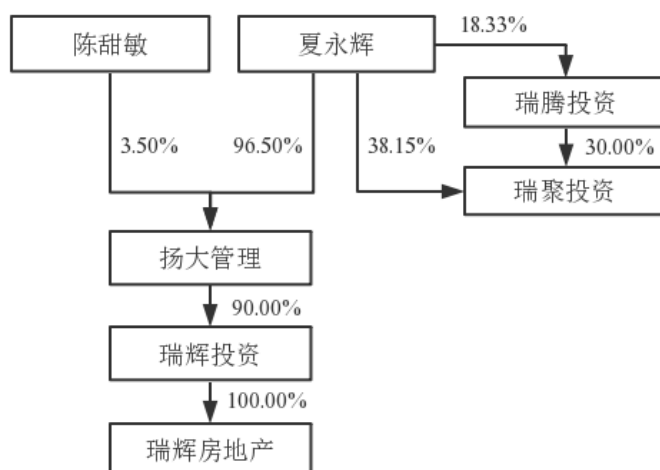 陈甜敏
夏永辉
18.33%
瑞腾投资
3.50%
96.50%
38.15%
30.00%
瑞聚投资
扬大管理
90.00%
瑞辉投资
100.00%
瑞辉房地产